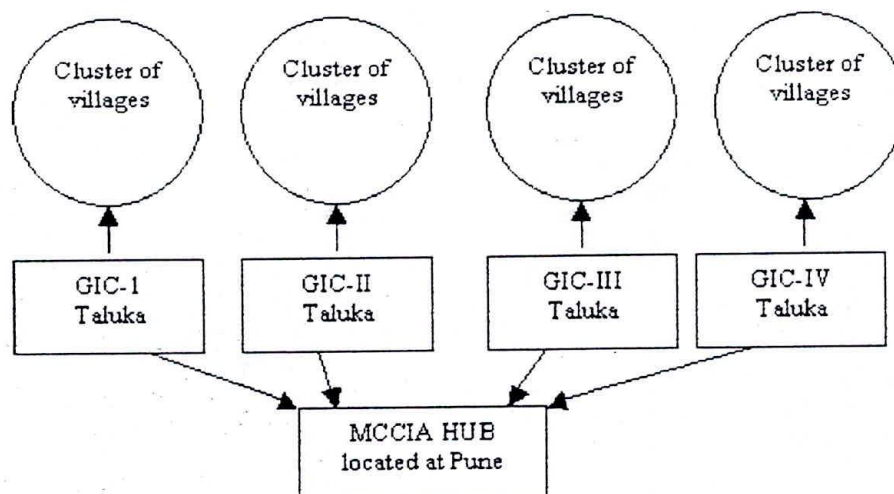 Cluster of
villages
Cluster of
villages
Cluster of
villages
Cluster of
villages
GIC-1
Taluka
GIC-II
Taluka
GIC-III
Taluka
GIC-IV
Taluka
MCCIA HUB
located at Pune